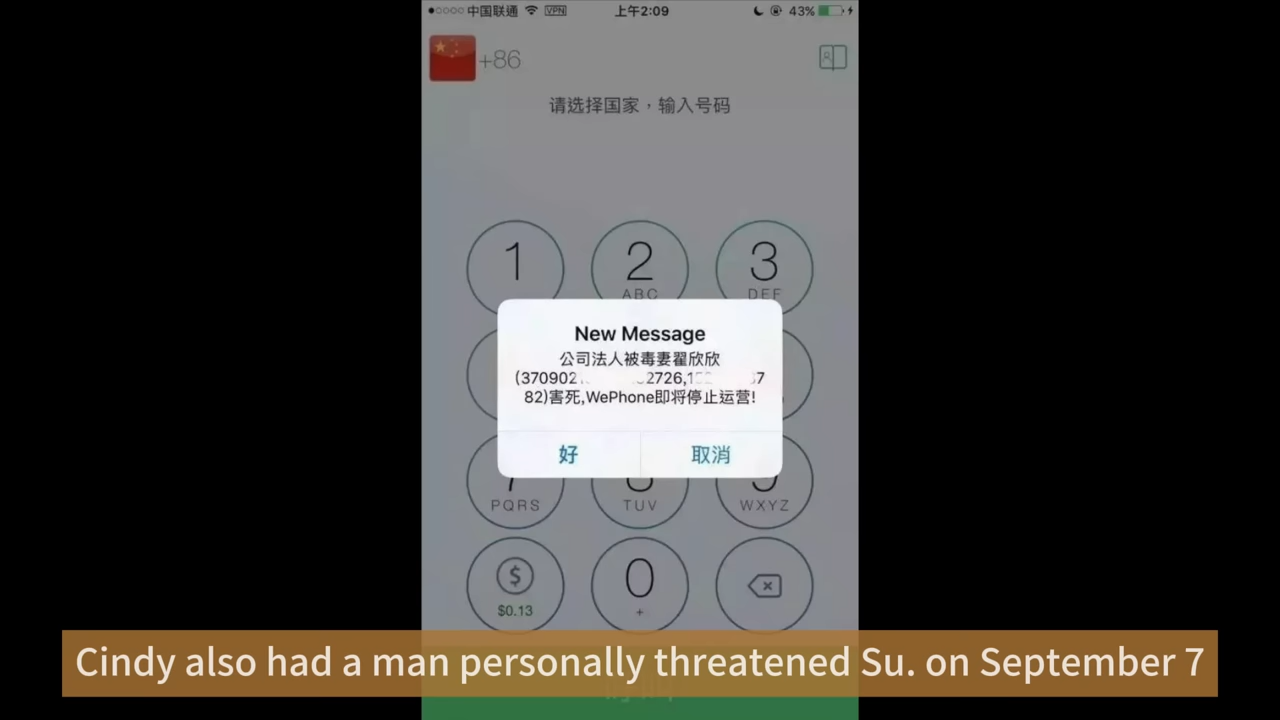 中国联通 VPN 上午2:09 43%
+86
请选择国家，输入号码
1 2 3
ABC DEF
New Message
公司法人被毒妻翟欣欣
(370902 2726,1 7
82)害死,WePhone即将停止运营!
好 取消
PQRS TUV WXYZ
0
$0.13 +
Cindy also had a man personally threatened Su. on September 7